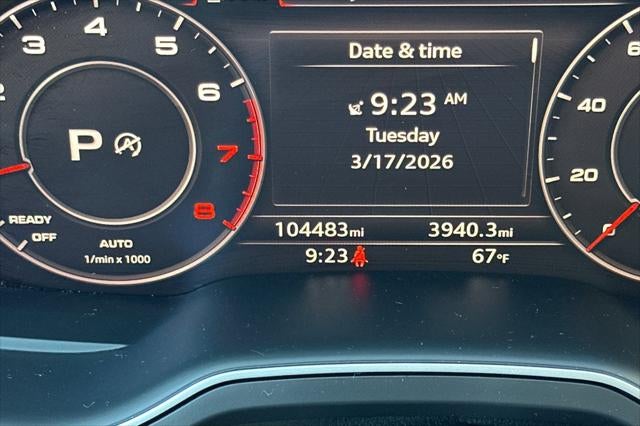 Date & time
9:23 AM
Tuesday
3/17/2026
104483mi 3940.3mi
9:23 67°F
2 3 4 5 6 7 8
P A
READY
OFF
AUTO
1/min x 1000
0 20 40 6